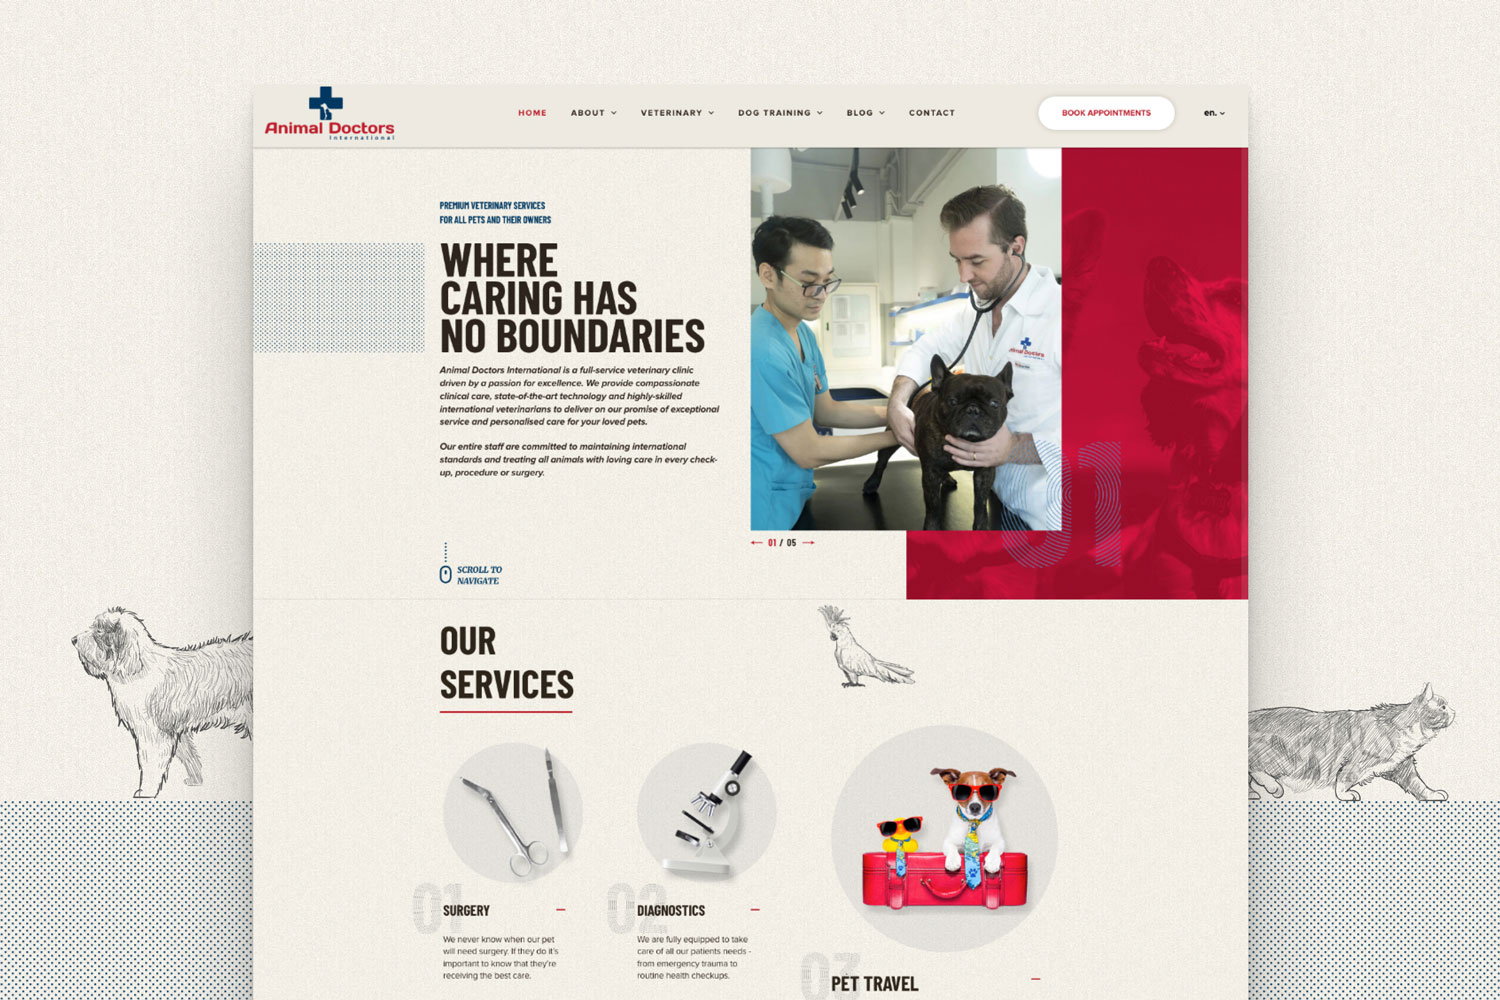 Animal Doctors
International
HOME
ABOUT
VETERINARY
DOG TRAINING
BLOG
CONTACT
BOOK APPOINTMENTS
en.
PREMIUM VETERINARY SERVICES
FOR ALL PETS AND THEIR OWNERS
WHERE
CARING HAS
NO BOUNDARIES
Animal Doctors International is a full-service veterinary clinic
driven by a passion for excellence. We provide compassionate
clinical care, state-of-the-art technology and highly-skilled
international veterinarians to deliver on our promise of exceptional
service and personalised care for your loved pets.
Our entire staff are committed to maintaining international
standards and treating all animals with loving care in every check-
up, procedure or surgery.
Animal Doctors
01
01 / 05
SCROLL TO
NAVIGATE
OUR
SERVICES
01
SURGERY
We never know when our pet
will need surgery. If they do it's
important to know that they're
receiving the best care.
02
DIAGNOSTICS
We are fully equipped to take
care of all our patients needs -
from emergency trauma to
routine health checkups.
03
PET TRAVEL